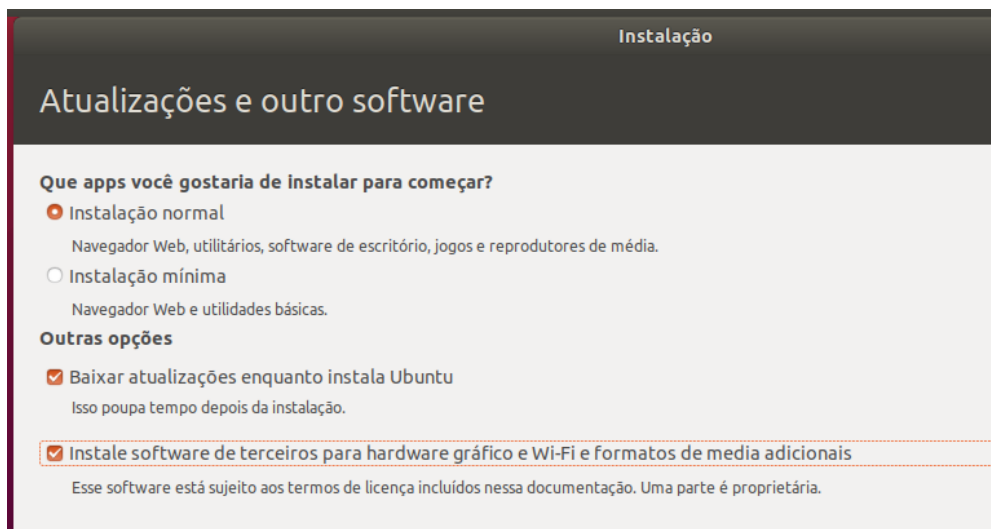 Instalação
Atualizações e outro software
Que apps você gostaria de instalar para começar?
Instalação normal
Navegador Web, utilitários, software de escritório, jogos e reprodutores de média.
Instalação mínima
Navegador Web e utilidades básicas.
Outras opções
Baixar atualizações enquanto instala Ubuntu
Isso poupa tempo depois da instalação.
Instale software de terceiros para hardware gráfico e Wi-Fi e formatos de media adicionais
Esse software está sujeito aos termos de licença incluídos nessa documentação. Uma parte é proprietária.